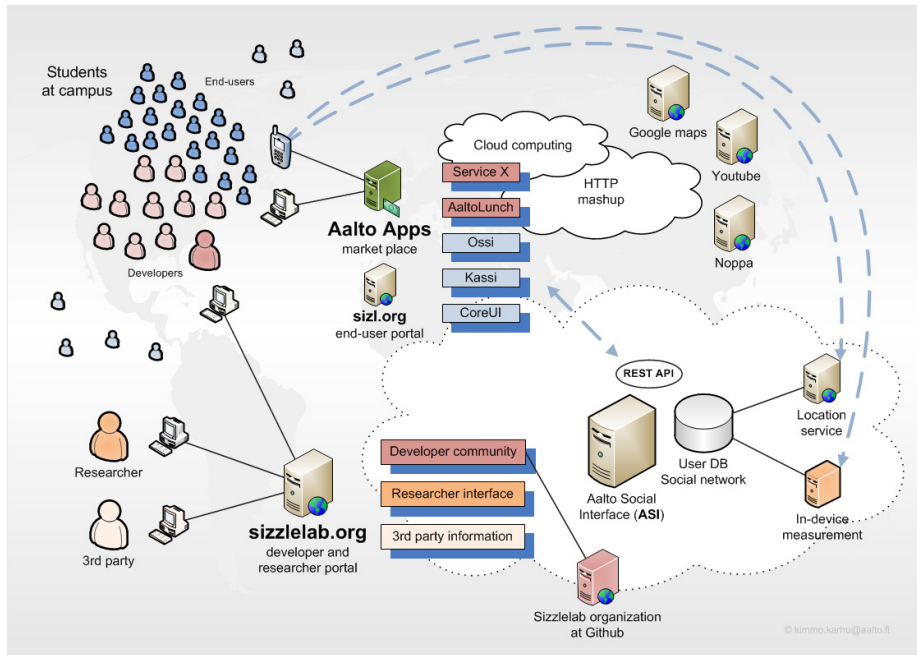 Students
at campus
End-users
Developers
Aalto Apps
market place
sizl.org
end-user portal
Cloud computing
HTTP
mashup
Service X
AaltoLunch
Ossi
Kassi
CoreUI
Google maps
Youtube
Noppa
REST API
Location
service
User DB
Social network
Aalto Social
Interface (ASI)
In-device
measurement
Researcher
3rd party
sizzlelab.org
developer and
researcher portal
Developer community
Researcher interface
3rd party information
Sizzlelab organization
at Github
© kimmo.karhu@aalto.fi